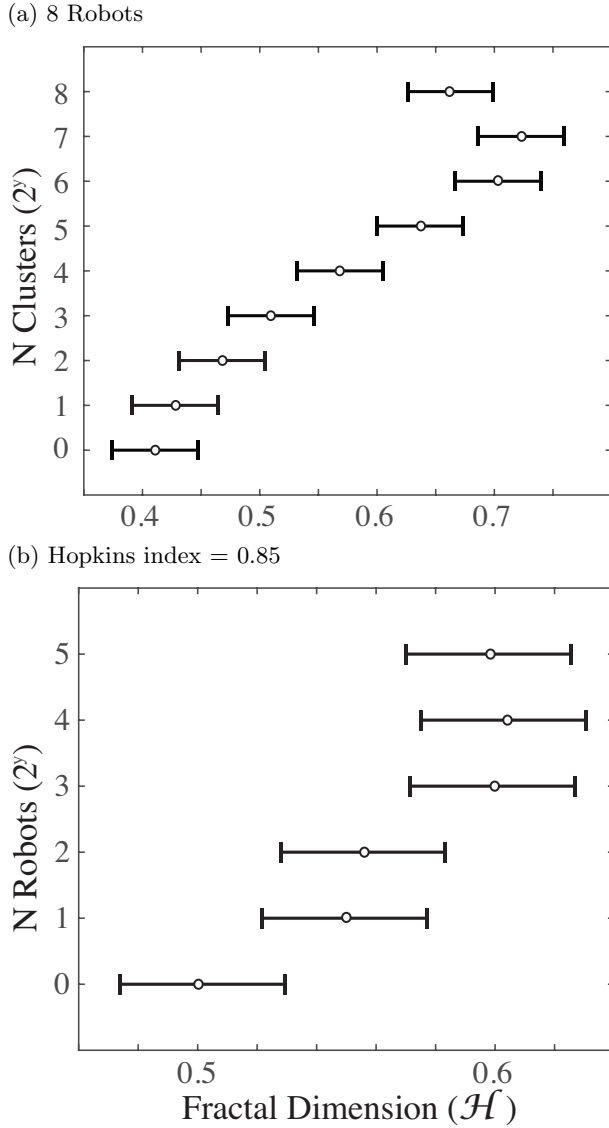 (a) 8 Robots
N Clusters (2^y)
8
7
6
5
4
3
2
1
0
0.4 0.5 0.6 0.7
(b) Hopkins index = 0.85
N Robots (2^y)
5
4
3
2
1
0
0.5 0.6
Fractal Dimension (ℋ)